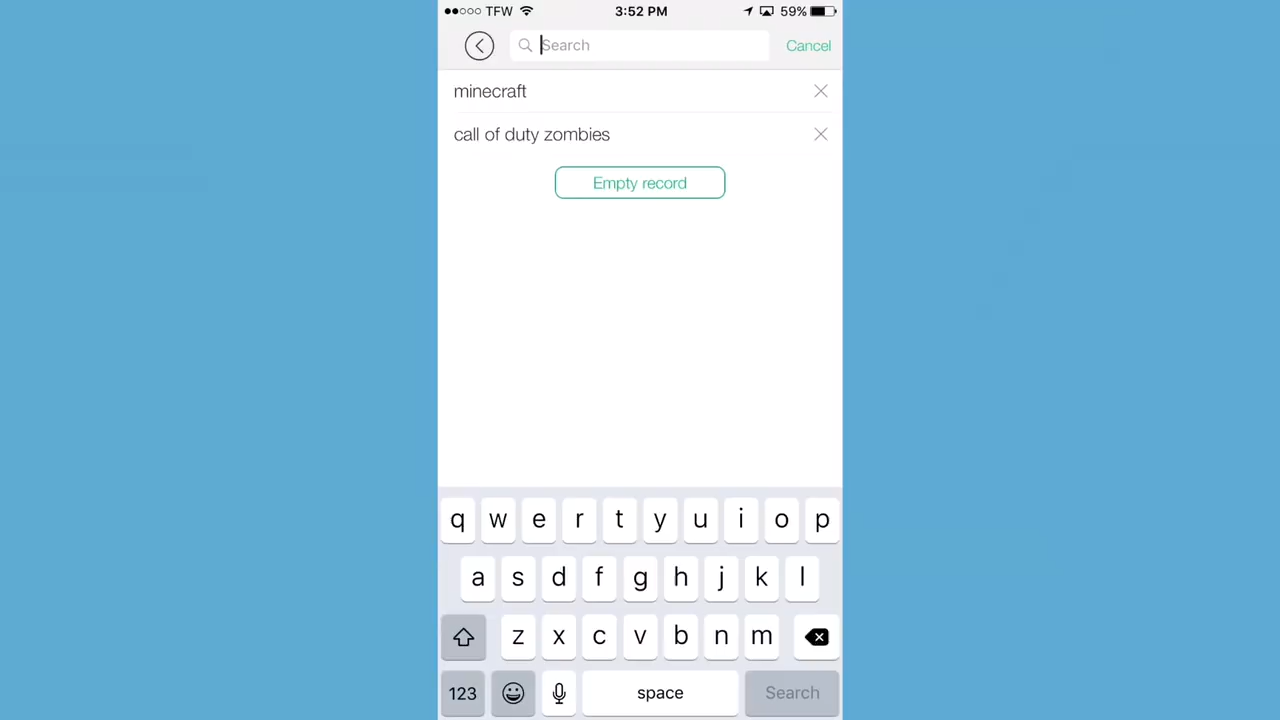 TFW 3:52 PM 59%
Search Cancel
minecraft
call of duty zombies
Empty record
q w e r t y u i o p
a s d f g h j k l
z x c v b n m
123 space Search